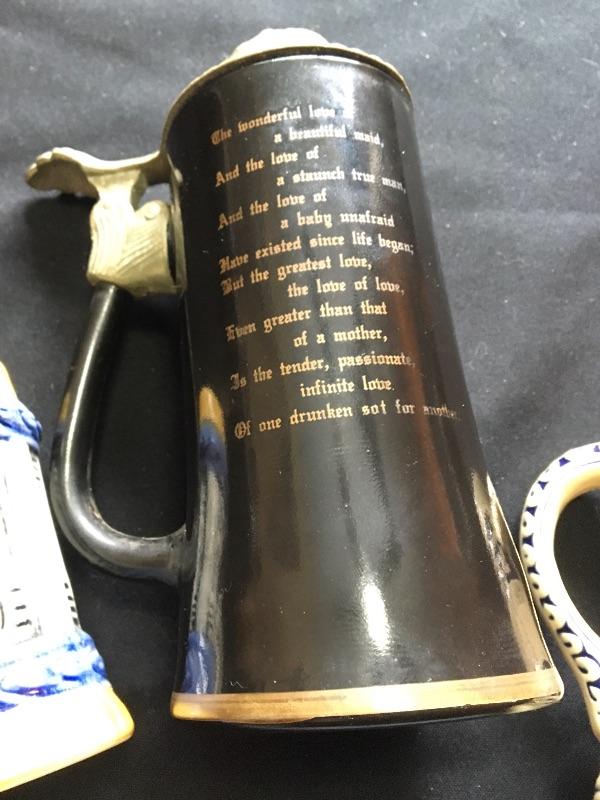 The wonderful love
a beautiful maid,
And the love of
a staunch true man,
And the love of
a baby unafraid
Have existed since life began;
But the greatest love,
the love of love,
Even greater than that
of a mother,
Is the tender, passionate,
infinite love
Of one drunken sot for another.